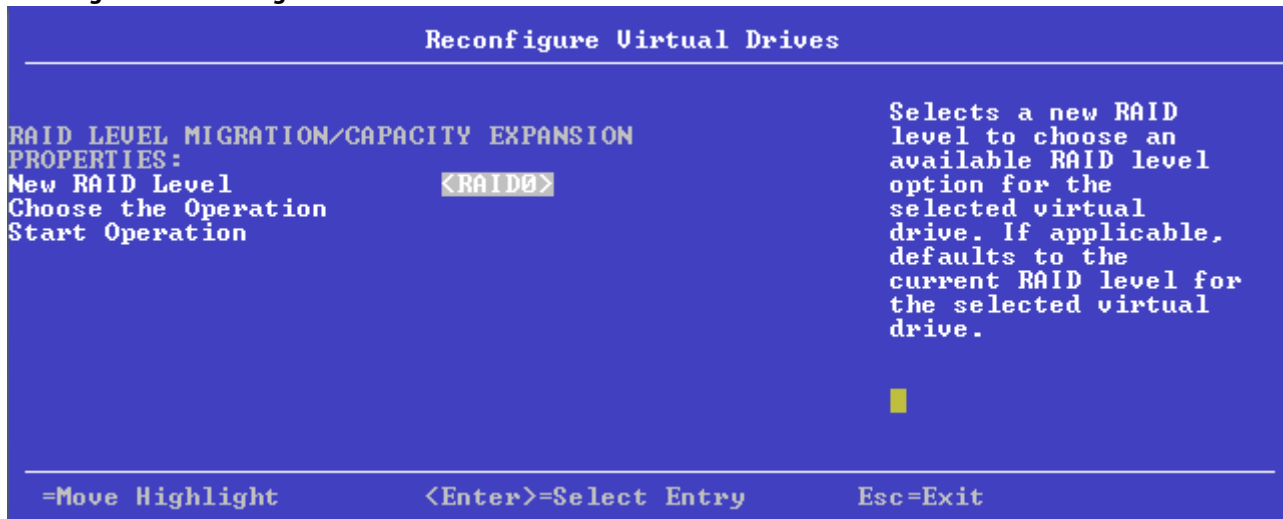 Reconfigure Virtual Drives
RAID LEVEL MIGRATION/CAPACITY EXPANSION
PROPERTIES:
New RAID Level <RAID0>
Choose the Operation
Start Operation
Selects a new RAID
level to choose an
available RAID level
option for the
selected virtual
drive. If applicable,
defaults to the
current RAID level for
the selected virtual
drive.
=Move Highlight <Enter>=Select Entry Esc=Exit